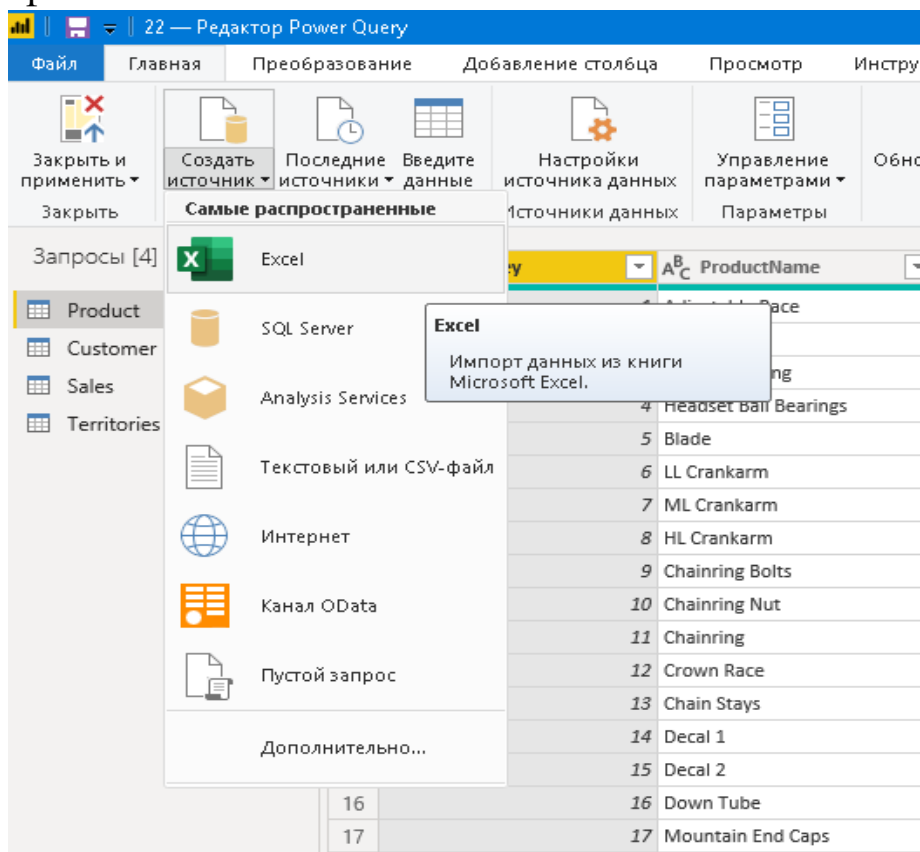 22 — Редактор Power Query
Файл Главная Преобразование Добавление столбца Просмотр Инстру
Закрыть и применить
Создать источник
Последние источники
Введите данные
Настройки источника данных
Управление параметрами
Обно
Закрыть
Источники данных
Параметры
Самые распространенные
Excel
SQL Server
Analysis Services
Текстовый или CSV-файл
Интернет
Канал OData
Пустой запрос
Дополнительно...
Excel
Импорт данных из книги
Microsoft Excel.
Запросы [4]
Product
Customer
Sales
Territories
ey ABC ProductName
ace
ng
4 Headset Ball Bearings
5 Blade
6 LL Crankarm
7 ML Crankarm
8 HL Crankarm
9 Chainring Bolts
10 Chainring Nut
11 Chainring
12 Crown Race
13 Chain Stays
14 Decal 1
15 Decal 2
16 16 Down Tube
17 17 Mountain End Caps